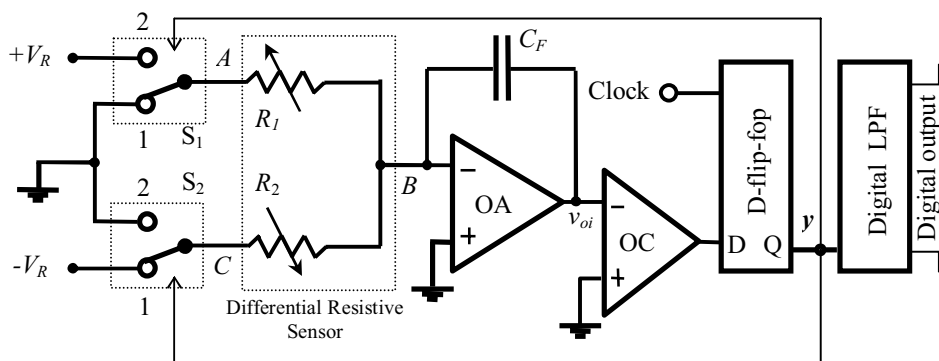 2
+V_R
A
1
S_1
R_1
2
S_2
-V_R
1
C
R_2
Differential Resistive
Sensor
B
C_F
−
+
OA
v_oi
−
+
OC
Clock
D-flip-fop
D
Q
y
Digital LPF
Digital output